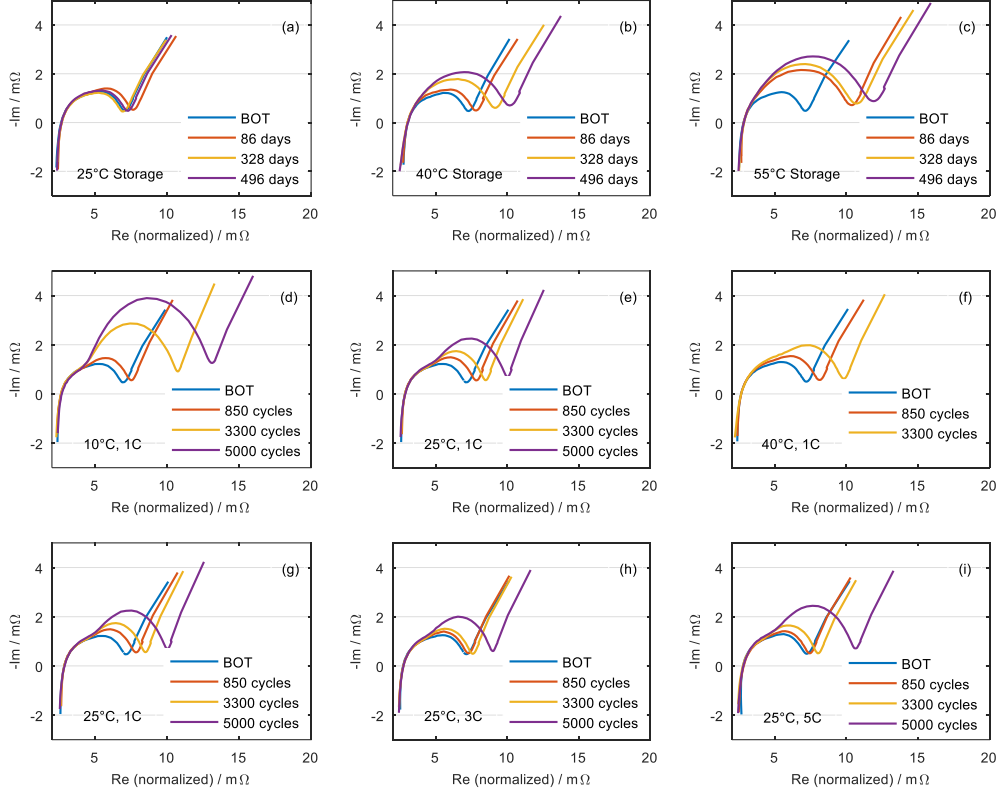 (a)
4
2
0
-2
-Im / mΩ
BOT
86 days
328 days
496 days
25°C Storage
5 10 15 20
Re (normalized) / mΩ
(b)
4
2
0
-2
-Im / mΩ
BOT
86 days
328 days
496 days
40°C Storage
5 10 15 20
Re (normalized) / mΩ
(c)
4
2
0
-2
-Im / mΩ
BOT
86 days
328 days
496 days
55°C Storage
5 10 15 20
Re (normalized) / mΩ
(d)
4
2
0
-2
-Im / mΩ
BOT
850 cycles
3300 cycles
5000 cycles
10°C, 1C
5 10 15 20
Re (normalized) / mΩ
(e)
4
2
0
-2
-Im / mΩ
BOT
850 cycles
3300 cycles
5000 cycles
25°C, 1C
5 10 15 20
Re (normalized) / mΩ
(f)
4
2
0
-2
-Im / mΩ
BOT
850 cycles
3300 cycles
40°C, 1C
5 10 15 20
Re (normalized) / mΩ
(g)
4
2
0
-2
-Im / mΩ
BOT
850 cycles
3300 cycles
5000 cycles
25°C, 1C
5 10 15 20
Re (normalized) / mΩ
(h)
4
2
0
-2
-Im / mΩ
BOT
850 cycles
3300 cycles
5000 cycles
25°C, 3C
5 10 15 20
Re (normalized) / mΩ
(i)
4
2
0
-2
-Im / mΩ
BOT
850 cycles
3300 cycles
5000 cycles
25°C, 5C
5 10 15 20
Re (normalized) / mΩ